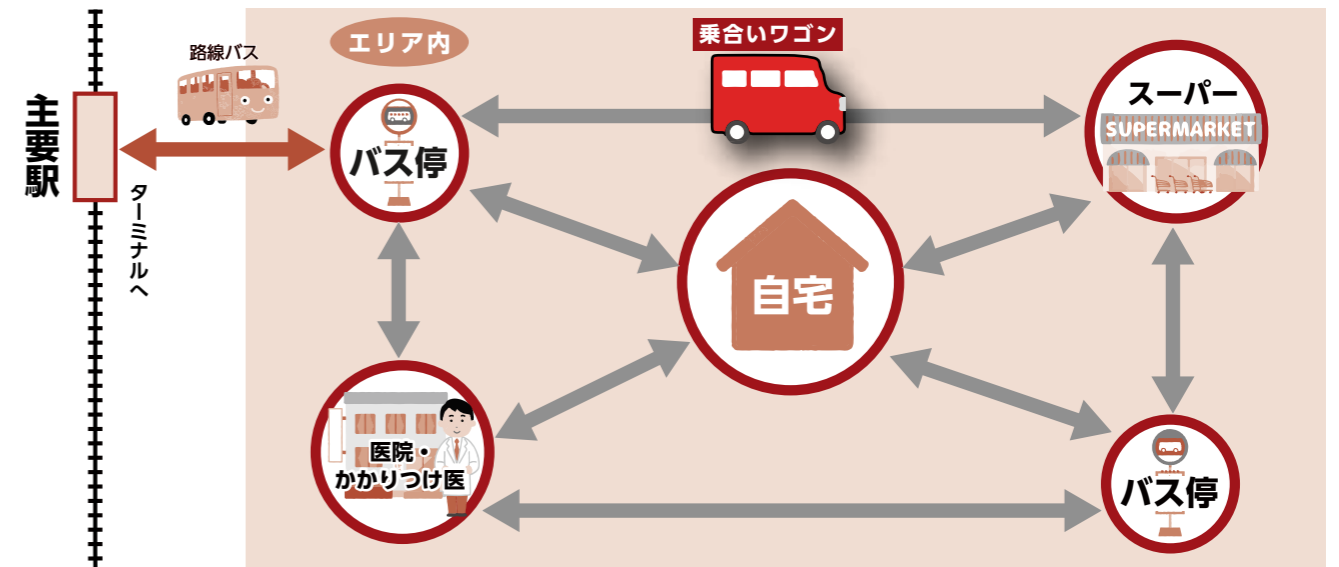 主要駅
路線バス
ターミナルへ
エリア内
乗合いワゴン
バス停
スーパー
SUPERMARKET
自宅
医院・
かかりつけ医
バス停